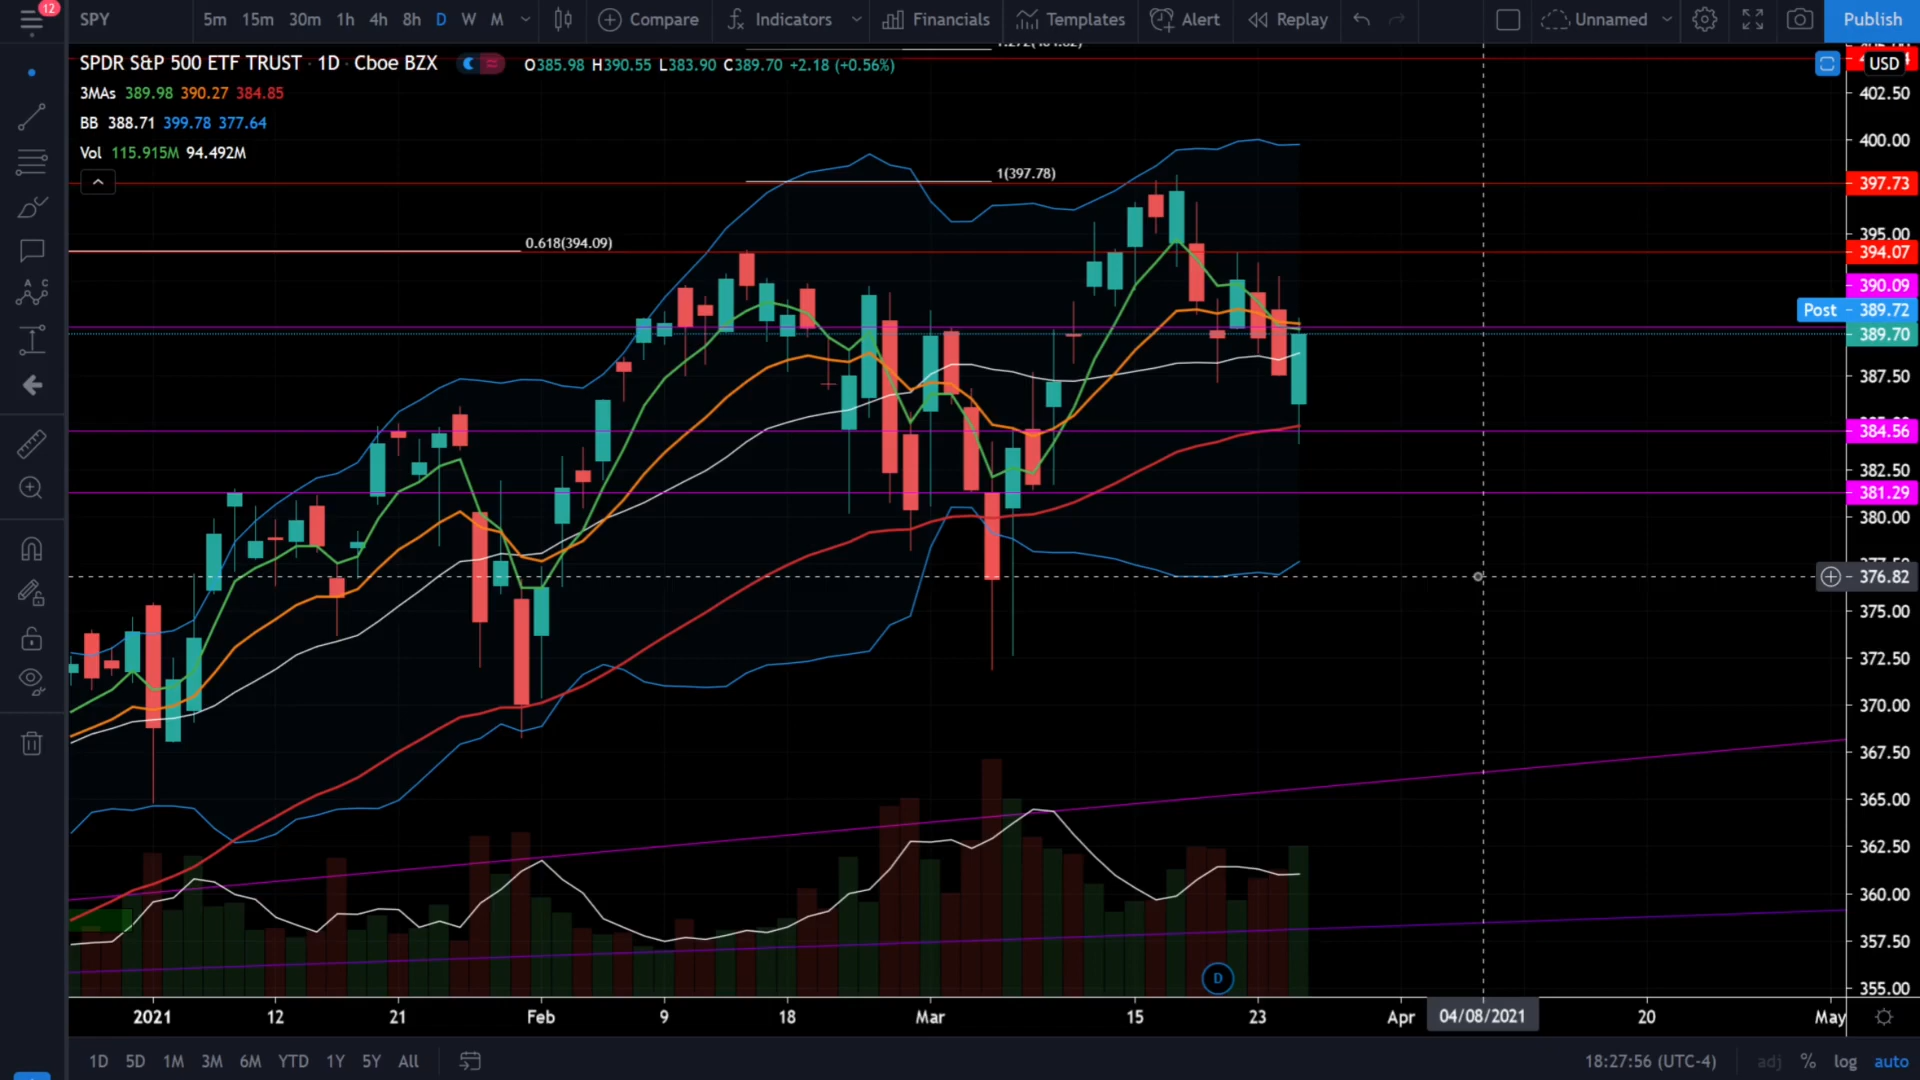 12
SPY 5m 15m 30m 1h 4h 8h D W M Compare Indicators Financials Templates Alert Replay Unnamed Publish
SPDR S&P 500 ETF TRUST · 1D · Cboe BZX O385.98 H390.55 L383.90 C389.70 +2.18 (+0.56%)
USD
3MAs 389.98 390.27 384.85
402.50
BB 388.71 399.78 377.64
400.00
Vol 115.915M 94.492M
1(397.78)
397.73
395.00
0.618(394.09)
394.07
390.09
Post 389.72
389.70
387.50
384.56
382.50
381.29
380.00
376.82
375.00
372.50
370.00
367.50
365.00
362.50
360.00
357.50
D
355.00
2021 12 21 Feb 9 18 Mar 15 23 Apr 04/08/2021 20 May
1D 5D 1M 3M 6M YTD 1Y 5Y All 18:27:56 (UTC-4) adj % log auto